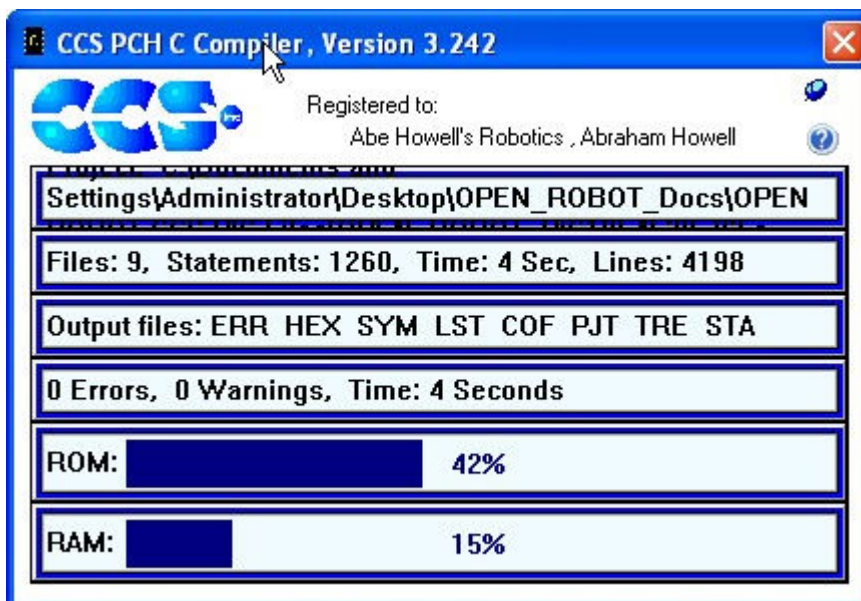 CCS PCH C Compiler, Version 3.242
CCS Inc
Registered to:
Abe Howell's Robotics , Abraham Howell
Settings\Administrator\Desktop\OPEN_ROBOT_Docs\OPEN
Files: 9, Statements: 1260, Time: 4 Sec, Lines: 4198
Output files: ERR HEX SYM LST COF PJT TRE STA
0 Errors, 0 Warnings, Time: 4 Seconds
ROM: 42%
RAM: 15%